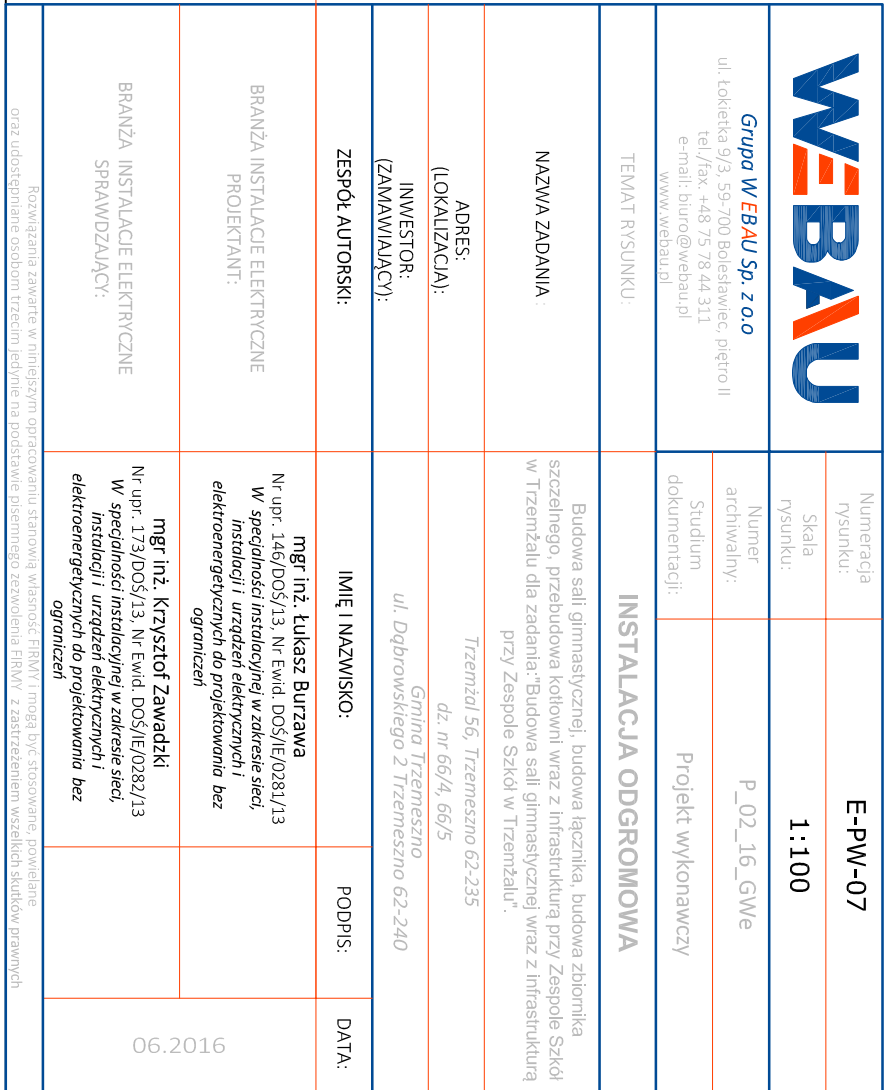 WEBAU
Numeracja
rysunku:
E-PW-07
Skala
rysunku:
1:100
Grupa WEBAU Sp. z o.o
ul. Łokietka 9/3, 59-700 Bolesławiec, piętro II
tel./fax. +48 75 78 44 311
e-mail: biuro@webau.pl
www.webau.pl
Numer
archiwalny:
P_02_16_GWe
Studium
dokumentacji:
Projekt wykonawczy
TEMAT RYSUNKU:
INSTALACJA ODGROMOWA
NAZWA ZADANIA :
Budowa sali gimnastycznej, budowa łącznika, budowa zbiornika
szczelnego, przebudowa kotłowni wraz z infrastrukturą przy Zespole Szkół
w Trzemżalu dla zadania:"Budowa sali gimnastycznej wraz z infrastrukturą
przy Zespole Szkół w Trzemżalu".
ADRES:
(LOKALIZACJA):
Trzemżal 56, Trzemeszno 62-235
dz. nr 66/4, 66/5
INWESTOR:
(ZAMAWIAJĄCY):
Gmina Trzemeszno
ul. Dąbrowskiego 2 Trzemeszno 62-240
ZESPÓŁ AUTORSKI:
IMIĘ I NAZWISKO:
PODPIS:
DATA:
BRANŻA INSTALACJE ELEKTRYCZNE
PROJEKTANT:
mgr inż. Łukasz Burzawa
Nr upr. 146/DOŚ/13, Nr Ewid. DOŚ/IE/0281/13
W specjalności instalacyjnej w zakresie sieci,
instalacji i urządzeń elektrycznych i
elektroenergetycznych do projektowania bez
ograniczeń
BRANŻA INSTALACJE ELEKTRYCZNE
SPRAWDZAJĄCY:
mgr inż. Krzysztof Zawadzki
Nr upr. 173/DOŚ/13, Nr Ewid. DOŚ/IE/0282/13
W specjalności instalacyjnej w zakresie sieci,
instalacji i urządzeń elektrycznych i
elektroenergetycznych do projektowania bez
ograniczeń
06.2016
Rozwiązania zawarte w niniejszym opracowaniu stanowią własność FIRMY i mogą być stosowane, powielane
oraz udostępniane osobom trzecim jedynie na podstawie pisemnego zezwolenia FIRMY z zastrzeżeniem wszelkich skutków prawnych